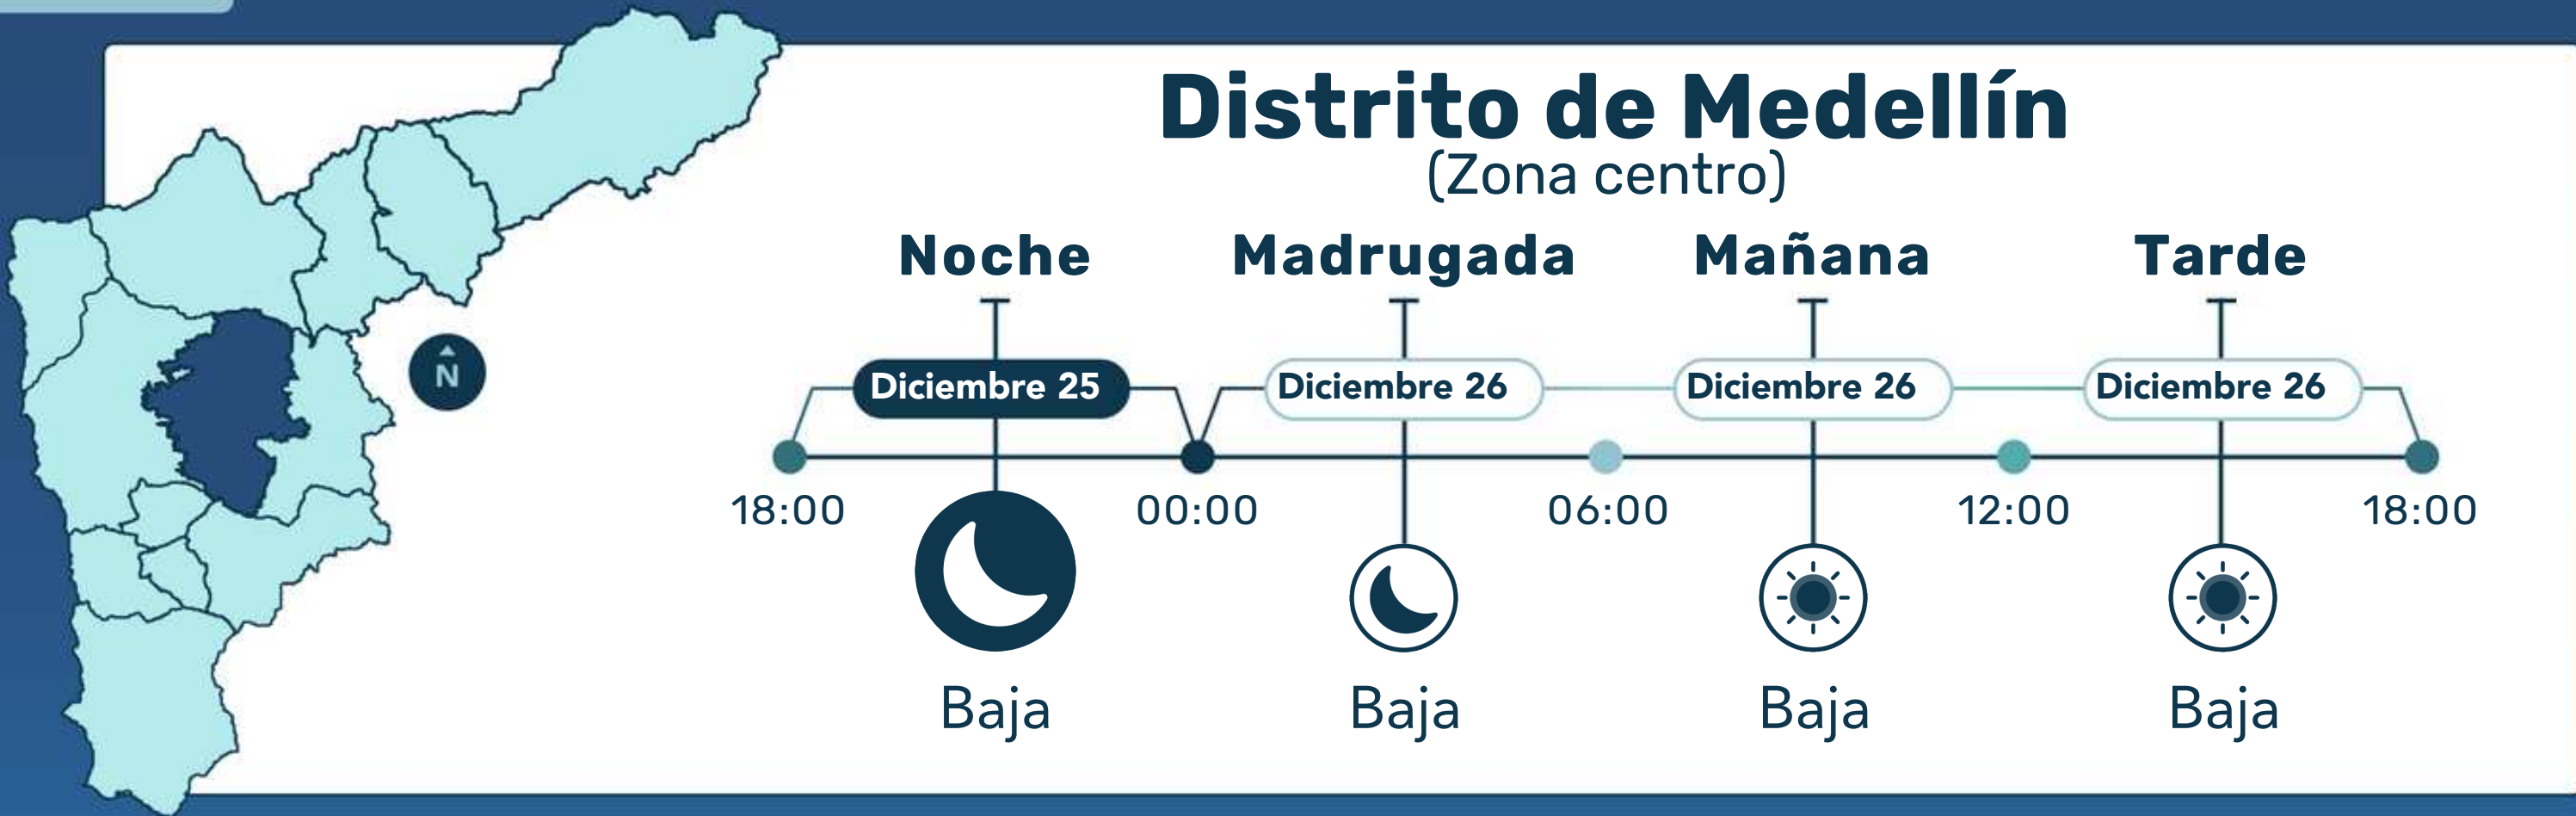 Distrito de Medellín
(Zona centro)
Noche Madrugada Mañana Tarde
Diciembre 25 Diciembre 26 Diciembre 26 Diciembre 26
N
18:00 00:00 06:00 12:00 18:00
Baja Baja Baja Baja